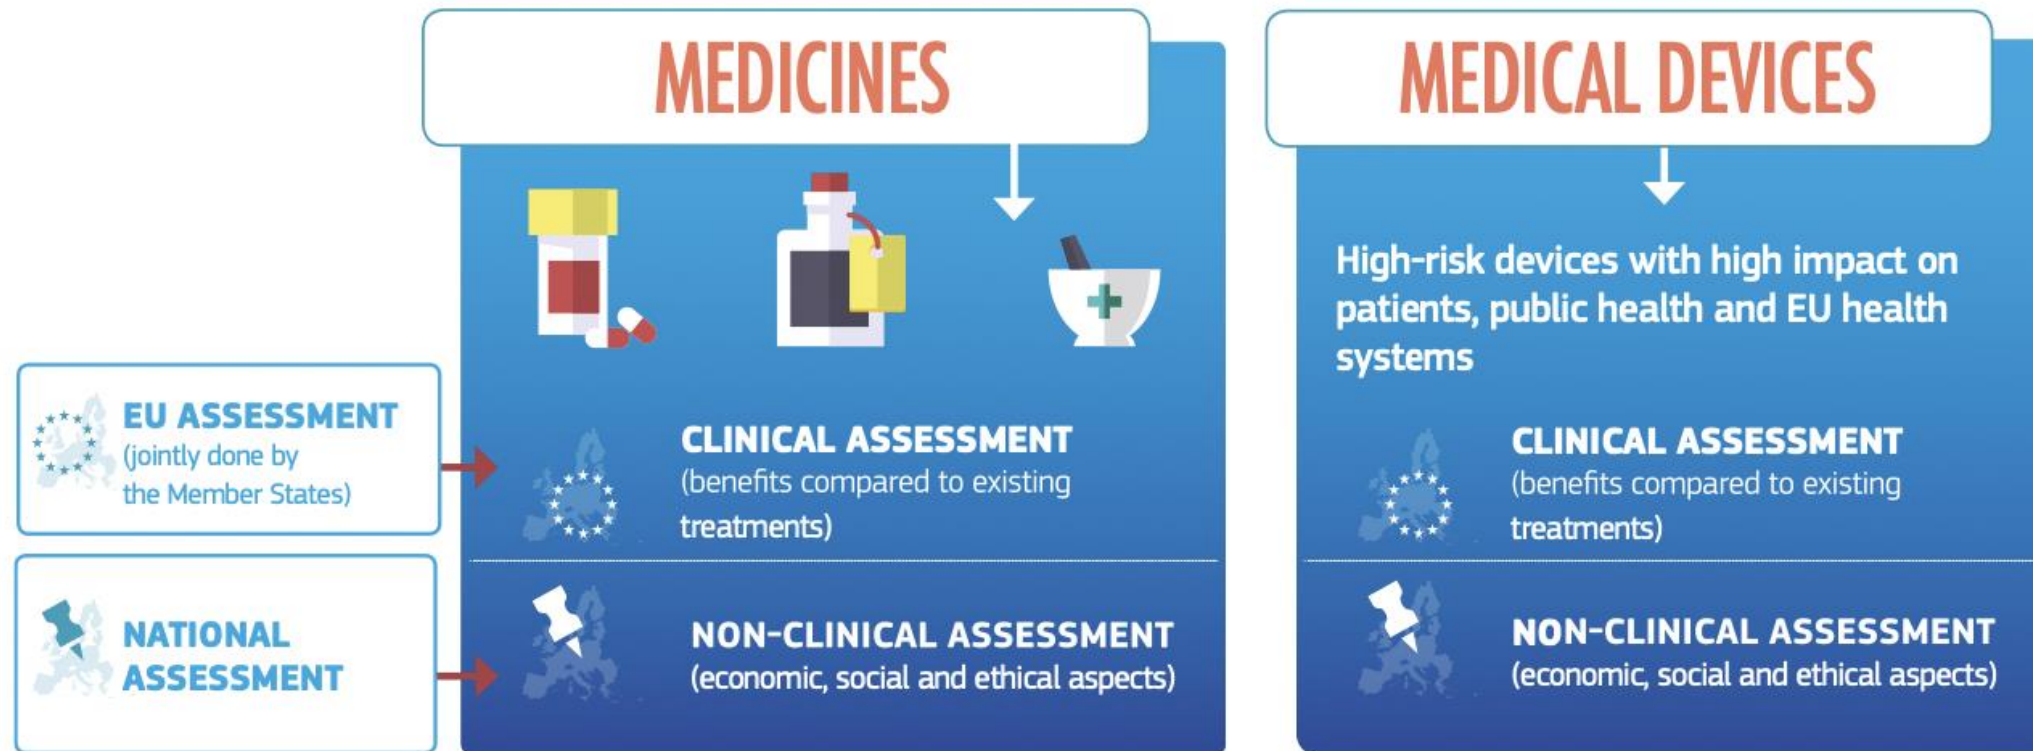 MEDICINES
MEDICAL DEVICES
High-risk devices with high impact on
patients, public health and EU health
systems
EU ASSESSMENT
(jointly done by
the Member States)
CLINICAL ASSESSMENT
(benefits compared to existing
treatments)
CLINICAL ASSESSMENT
(benefits compared to existing
treatments)
NATIONAL
ASSESSMENT
NON-CLINICAL ASSESSMENT
(economic, social and ethical aspects)
NON-CLINICAL ASSESSMENT
(economic, social and ethical aspects)